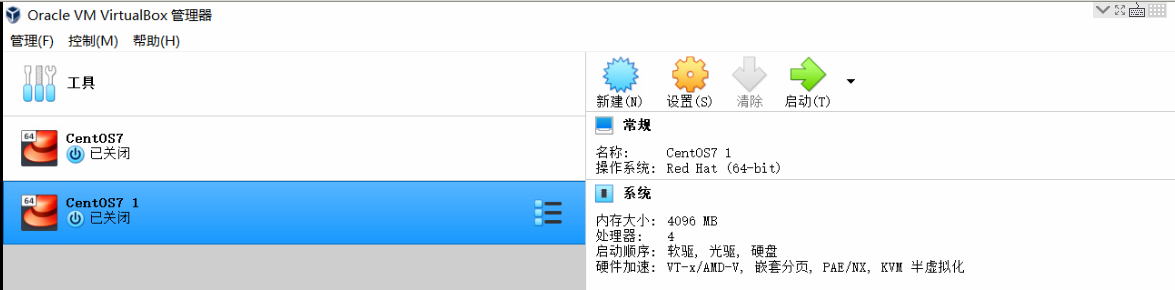 Oracle VM VirtualBox 管理器
管理(F) 控制(M) 帮助(H)
工具
新建(N) 设置(S) 清除 启动(T)
64 CentOS7
已关闭
64 CentOS7 1
已关闭
常规
名称: CentOS7 1
操作系统: Red Hat (64-bit)
系统
内存大小: 4096 MB
处理器: 4
启动顺序: 软驱, 光驱, 硬盘
硬件加速: VT-x/AMD-V, 嵌套分页, PAE/NX, KVM 半虚拟化